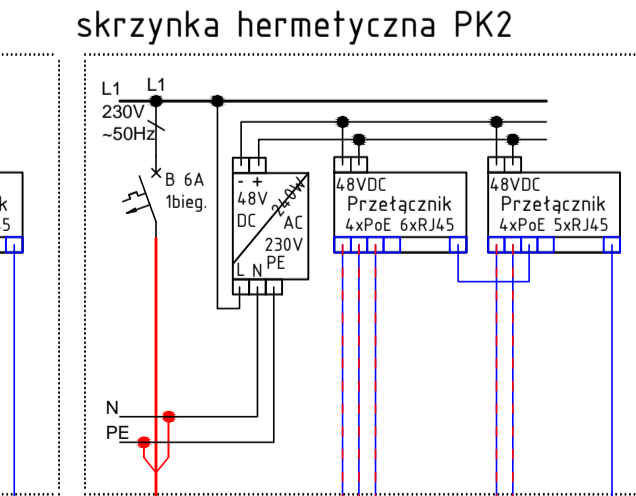 skrzynka hermetyczna PK2
L1
L1
230V
~50Hz
B 6A
1bieg.
- +
48V
DC
240W
AC
230V
PE
L N
48VDC
Przełącznik
4xPoE 6xRJ45
48VDC
Przełącznik
4xPoE 5xRJ45
k
45
N
PE